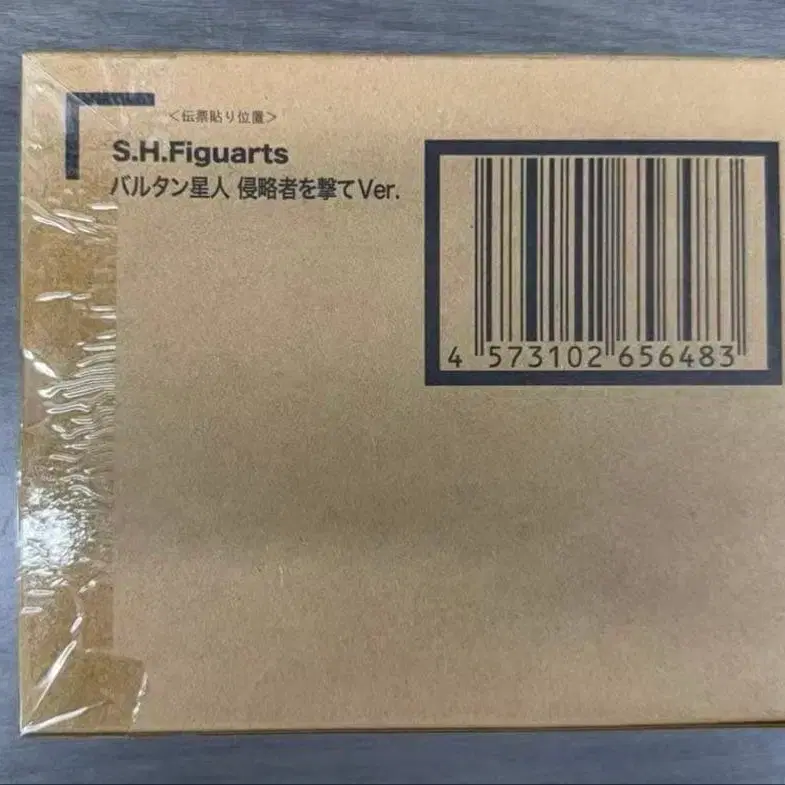 ＜伝票貼り位置＞
S.H.Figuarts
バルタン星人 侵略者を撃てVer.
4 573102 656483